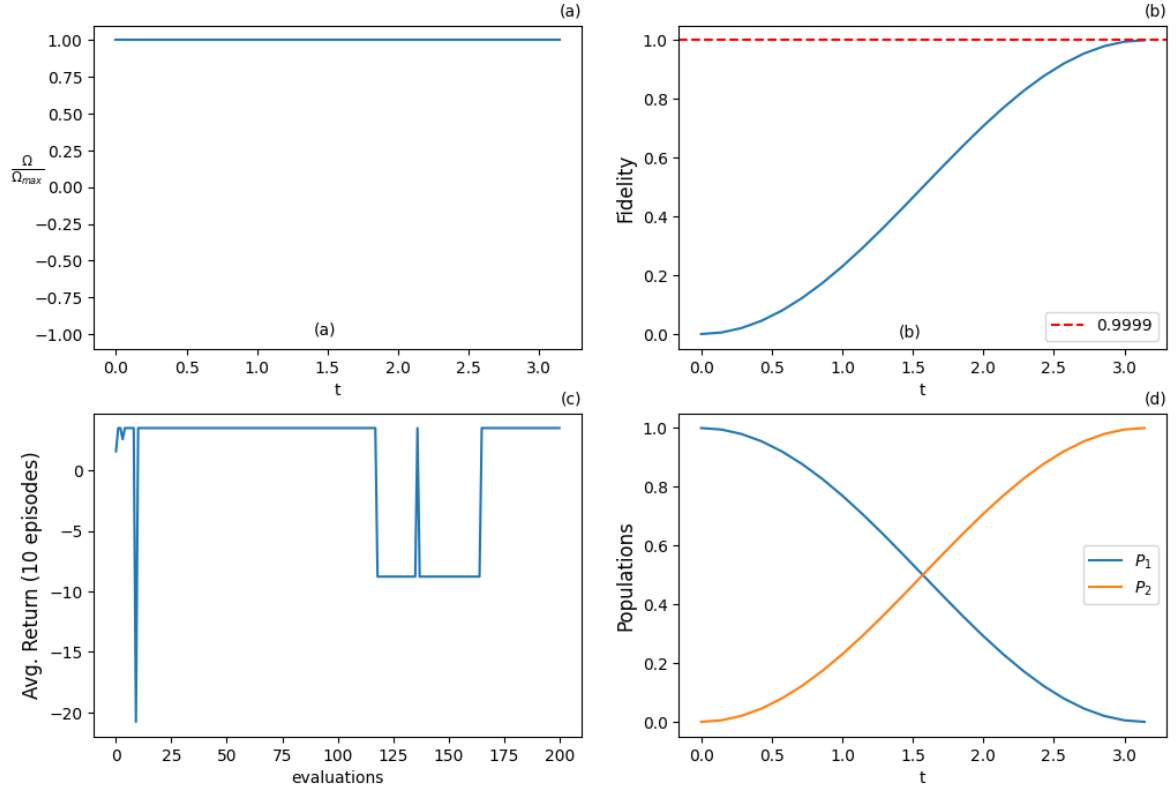 (a)
1.00
0.75
0.50
0.25
0.00
−0.25
−0.50
−0.75
−1.00
Ω
Ωmax
(a)
0.0 0.5 1.0 1.5 2.0 2.5 3.0
t
(b)
1.0
0.8
0.6
0.4
0.2
0.0
Fidelity
(b)
0.9999
0.0 0.5 1.0 1.5 2.0 2.5 3.0
t
(c)
0
−5
−10
−15
−20
Avg. Return (10 episodes)
0 25 50 75 100 125 150 175 200
evaluations
(d)
1.0
0.8
0.6
0.4
0.2
0.0
Populations
P1
P2
0.0 0.5 1.0 1.5 2.0 2.5 3.0
t